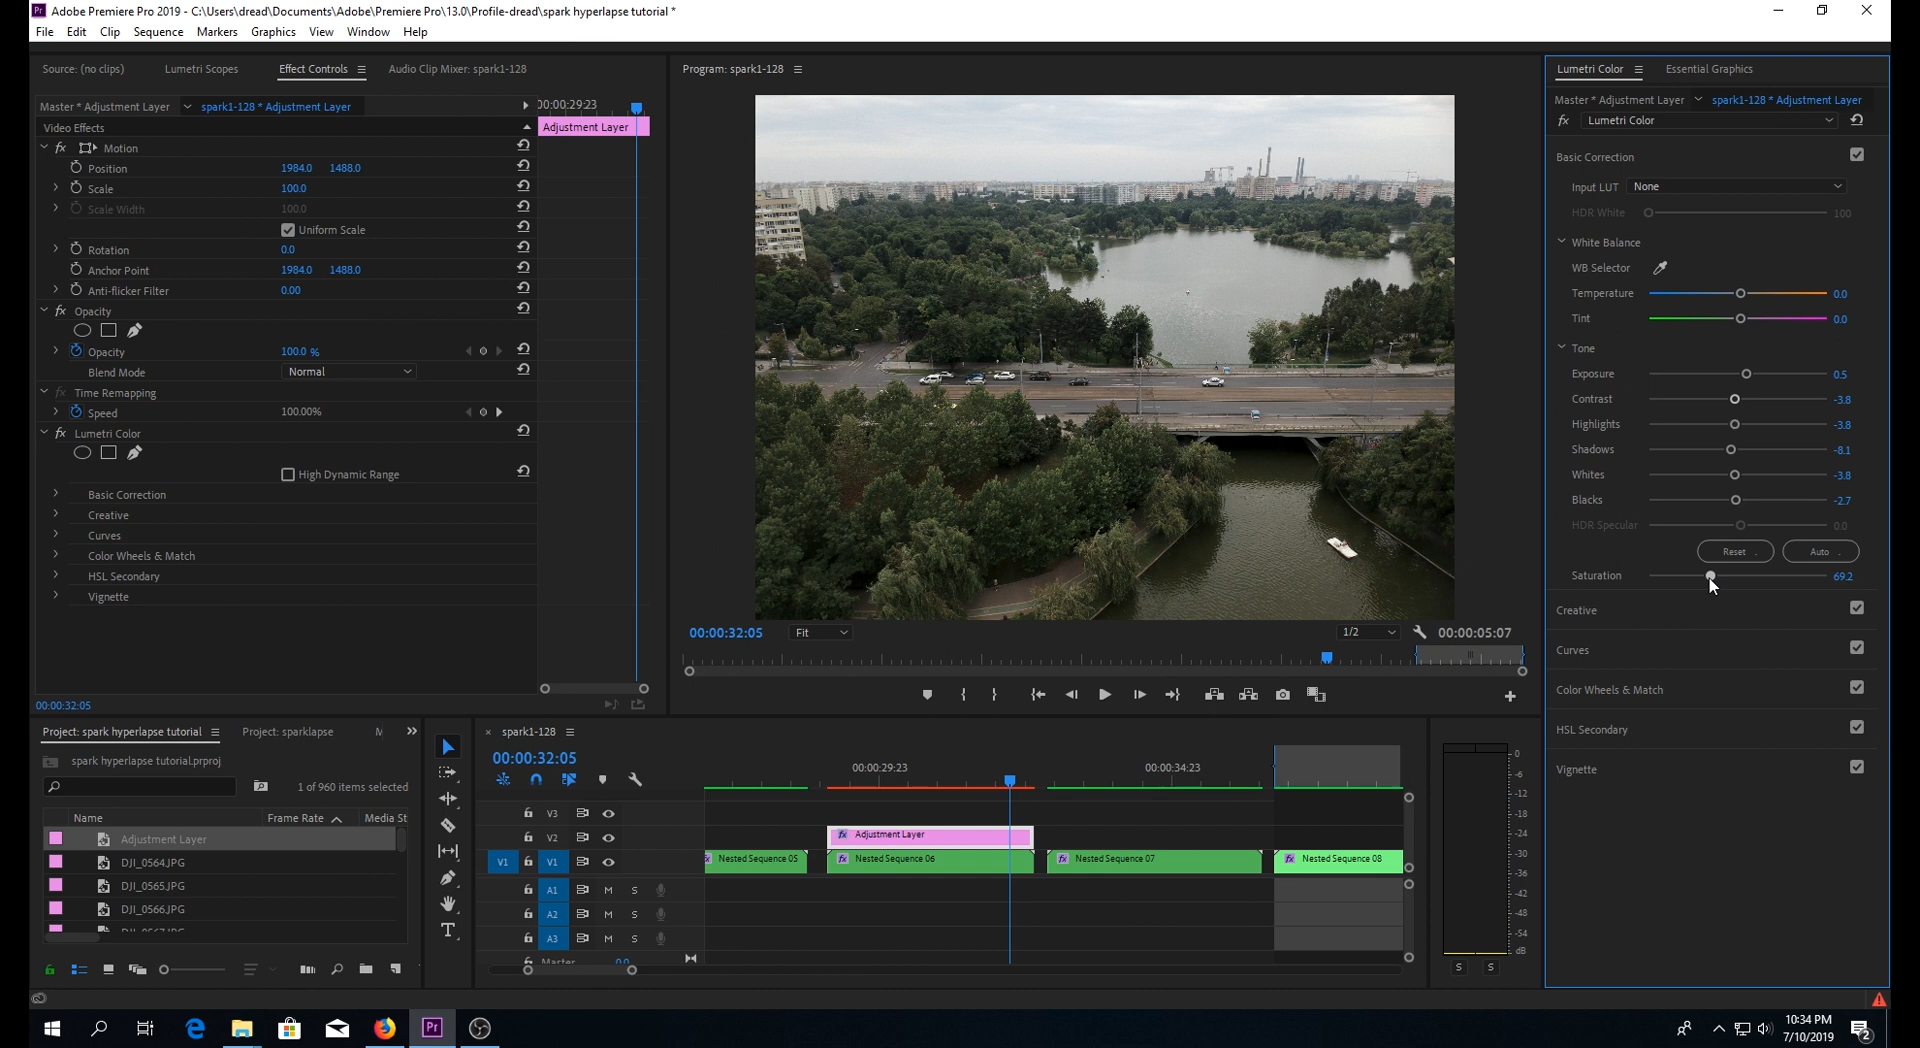 Adobe Premiere Pro 2019 - C:\Users\dread\Documents\Adobe\Premiere Pro\13.0\Profile-dread\spark hyperlapse tutorial *
File Edit Clip Sequence Markers Graphics View Window Help
Source: (no clips) Lumetri Scopes Effect Controls Audio Clip Mixer: spark1-128
Master * Adjustment Layer spark1-128 * Adjustment Layer
00:00:29:23
Video Effects
Adjustment Layer
fx Motion
Position 1984.0 1488.0
Scale 100.0
Scale Width 100.0
Uniform Scale
Rotation 0.0
Anchor Point 1984.0 1488.0
Anti-flicker Filter 0.00
fx Opacity
Opacity 100.0 %
Blend Mode Normal
fx Time Remapping
Speed 100.00%
fx Lumetri Color
High Dynamic Range
Basic Correction
Creative
Curves
Color Wheels & Match
HSL Secondary
Vignette
00:00:32:05
Program: spark1-128
00:00:32:05 Fit 1/2 00:00:05:07
Lumetri Color Essential Graphics
Master * Adjustment Layer spark1-128 * Adjustment Layer
fx Lumetri Color
Basic Correction
Input LUT None
HDR White 100
White Balance
WB Selector
Temperature 0.0
Tint 0.0
Tone
Exposure 0.5
Contrast -3.8
Highlights -3.8
Shadows -8.1
Whites -3.8
Blacks -2.7
HDR Specular 0.0
Reset Auto
Saturation 69.2
Creative
Curves
Color Wheels & Match
HSL Secondary
Vignette
Project: spark hyperlapse tutorial Project: sparklapse
spark hyperlapse tutorial.prproj
1 of 960 items selected
Name Frame Rate Media St
Adjustment Layer
DJI_0564.JPG
DJI_0565.JPG
DJI_0566.JPG
T
× spark1-128
00:00:32:05
00:00:29:23 00:00:34:23
V3
V2 fx Adjustment Layer
V1 V1 fx Nested Sequence 05 fx Nested Sequence 06 fx Nested Sequence 07 fx Nested Sequence 08
A1 M S
A2 M S
A3 M S
Master 0.0
0
-6
-12
-18
-24
-30
-36
-42
-48
-54
dB
S S
Pr
10:34 PM
7/10/2019
2